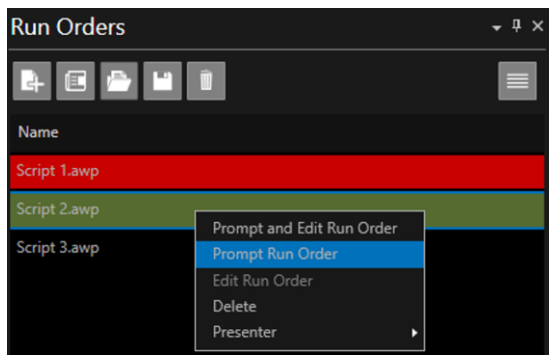 Run Orders
Name
Script 1.awp
Script 2.awp
Prompt and Edit Run Order
Script 3.awp
Prompt Run Order
Edit Run Order
Delete
Presenter